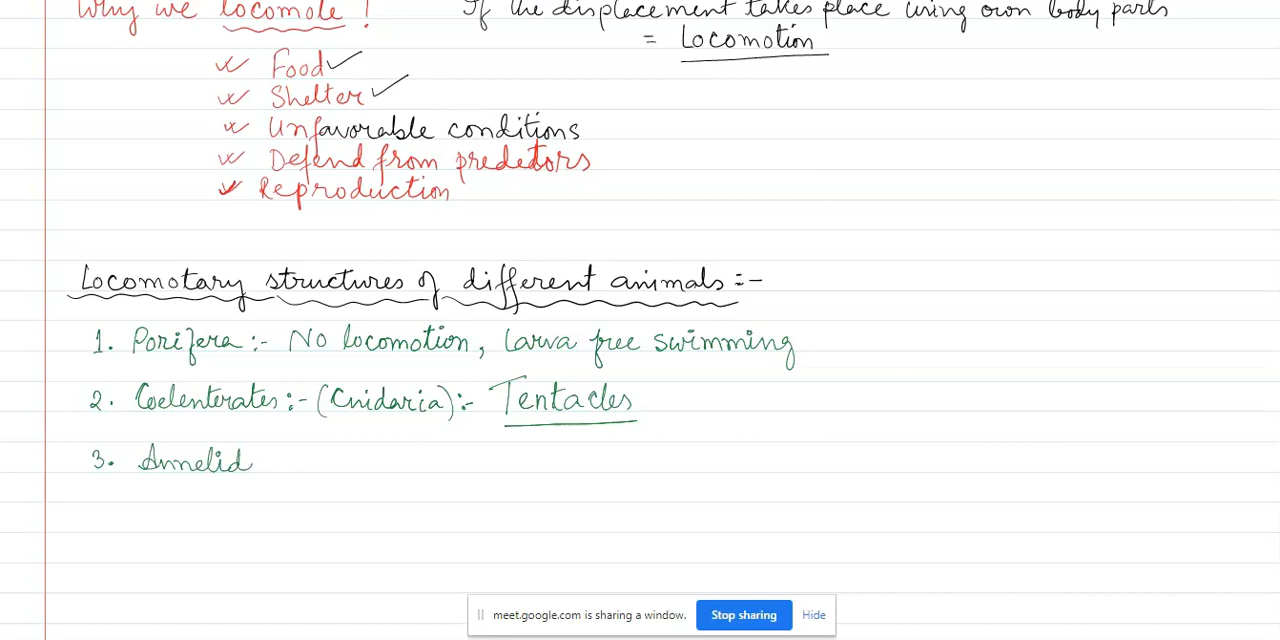 Why we locomote ! If the displacement takes place using own body parts
= Locomotion
Food
Shelter
Unfavorable conditions
Defend from predetors
Reproduction
Locomotary structures of different animals :-
1. Porifera :- No locomotion, Larva free swimming
2. Coelenterates :- (Cnidaria) :- Tentacles
3. Annelid
meet.google.com is sharing a window. Stop sharing Hide